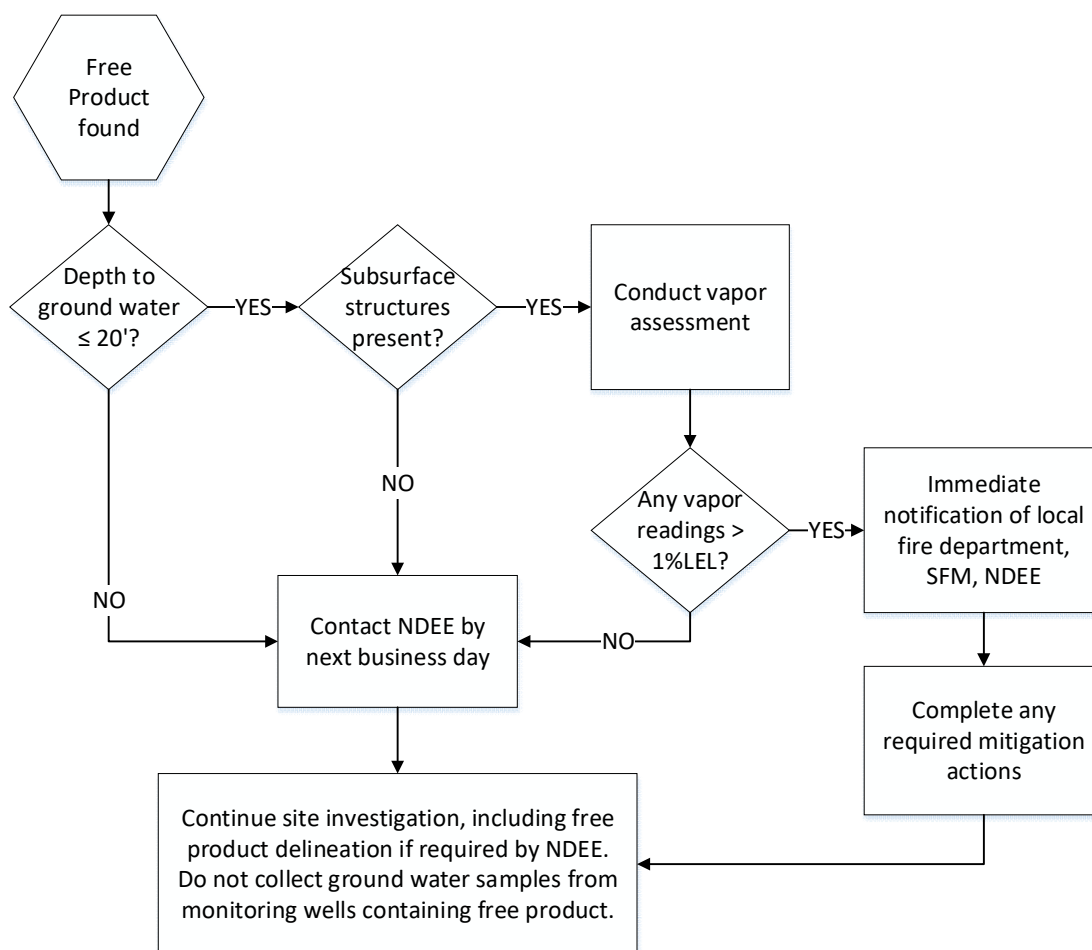 Free
Product
found
Depth to
ground water
≤ 20'?
YES
Subsurface
structures
present?
YES
Conduct vapor
assessment
NO
NO
Any vapor
readings >
1%LEL?
YES
Immediate
notification of local
fire department,
SFM, NDEE
Contact NDEE by
next business day
NO
Complete any
required mitigation
actions
Continue site investigation, including free
product delineation if required by NDEE.
Do not collect ground water samples from
monitoring wells containing free product.